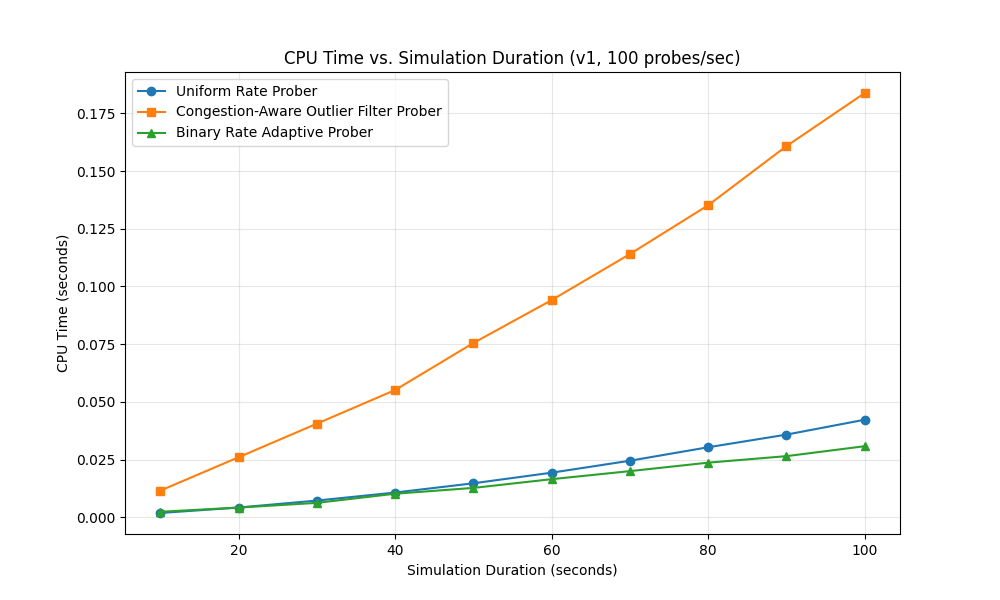 CPU Time vs. Simulation Duration (v1, 100 probes/sec)
Uniform Rate Prober
Congestion-Aware Outlier Filter Prober
Binary Rate Adaptive Prober
CPU Time (seconds)
0.175
0.150
0.125
0.100
0.075
0.050
0.025
0.000
20 40 60 80 100
Simulation Duration (seconds)